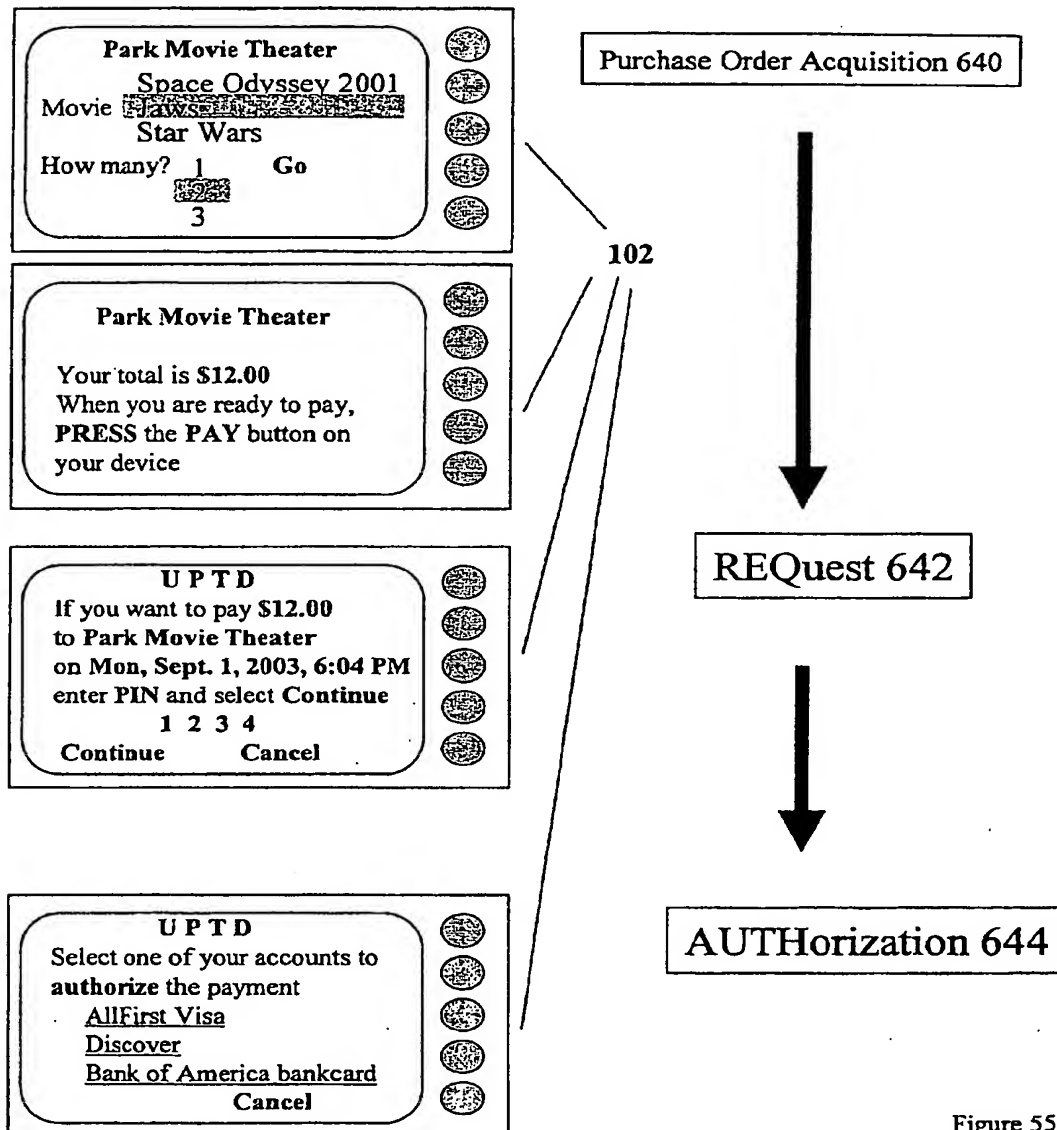 Park Movie Theater
Space Odyssey 2001
Movie Jaws
Star Wars
How many? 1 Go
2
3
Purchase Order Acquisition 640
102
Park Movie Theater
Your total is $12.00
When you are ready to pay,
PRESS the PAY button on
your device
REQuest 642
U P T D
If you want to pay $12.00
to Park Movie Theater
on Mon, Sept. 1, 2003, 6:04 PM
enter PIN and select Continue
1 2 3 4
Continue Cancel
AUTHorization 644
U P T D
Select one of your accounts to
authorize the payment
AllFirst Visa
Discover
Bank of America bankcard
Cancel
Figure 55